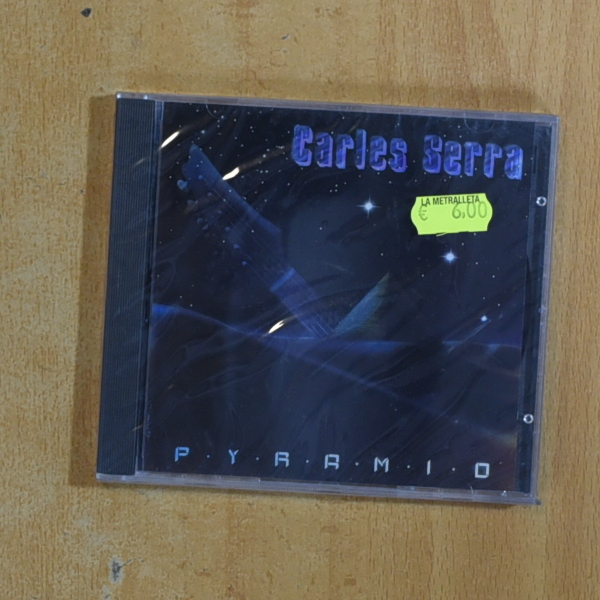 Carles Serra
LA METRALLETA
€ 6,00
P·Y·R·A·M·I·D